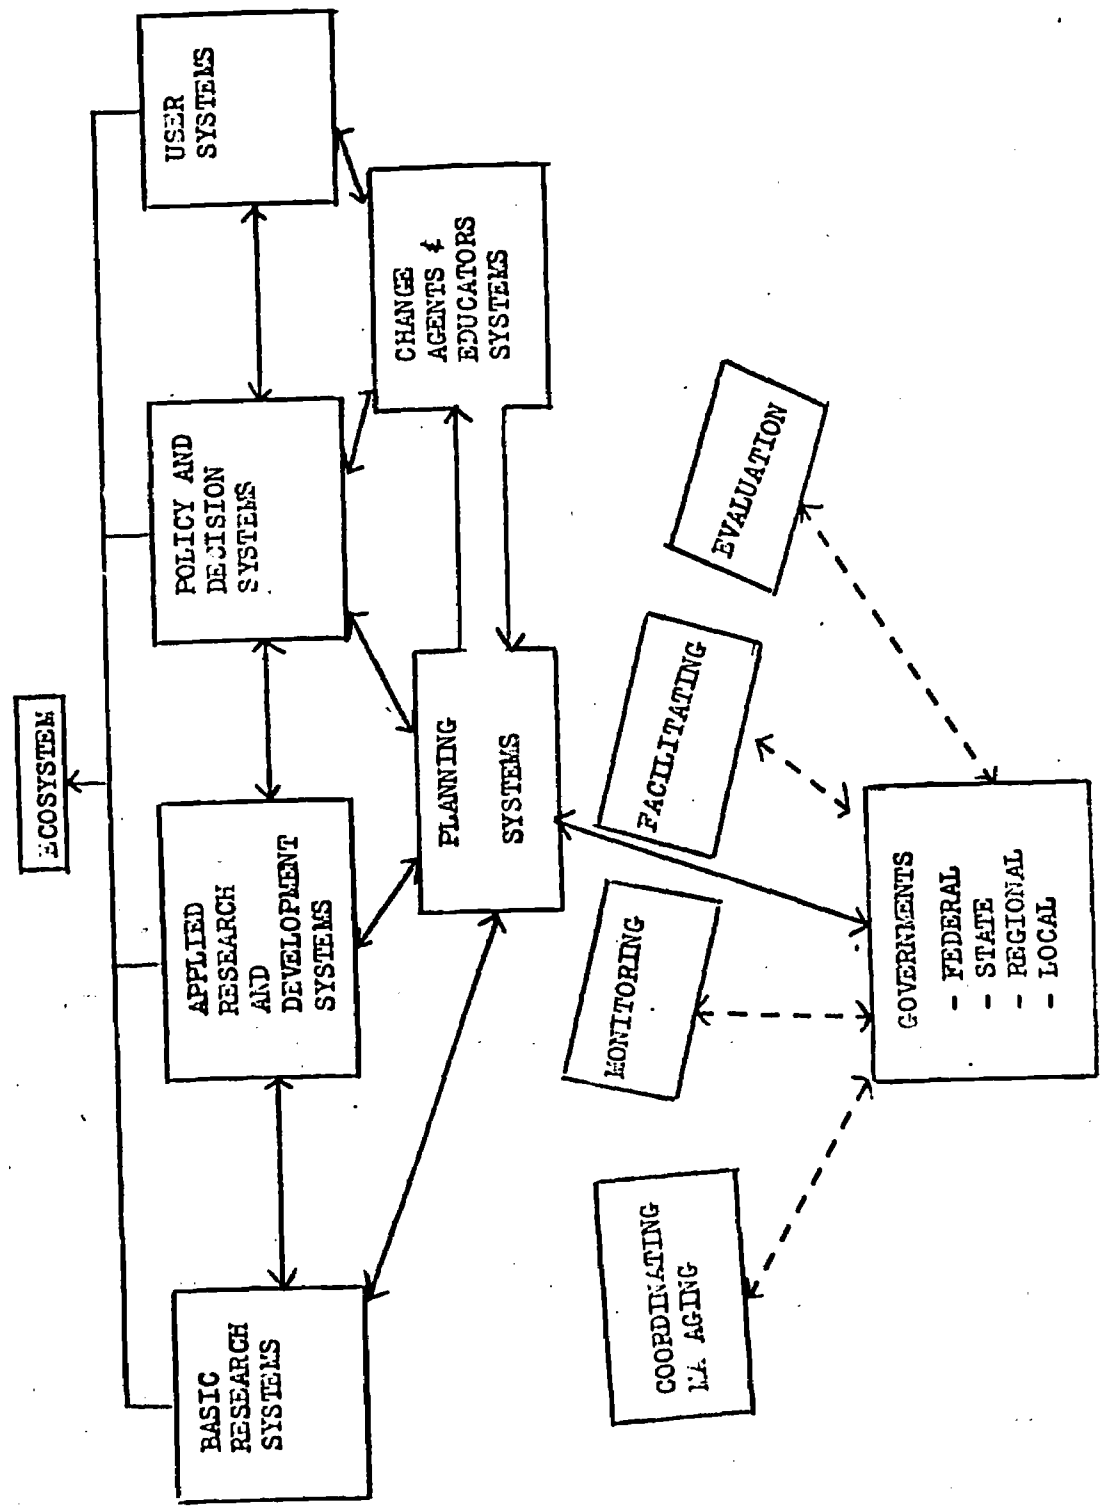 ECOSYSTEM
BASIC
RESEARCH
SYSTEMS
APPLIED
RESEARCH
AND
DEVELOPMENT
SYSTEMS
POLICY AND
DECISION
SYSTEMS
USER
SYSTEMS
PLANNING
SYSTEMS
CHANGE
AGENTS &
EDUCATORS
SYSTEMS
COORDINATING
MA AGING
MONITORING
FACILITATING
EVALUATION
GOVERNMENTS
- FEDERAL
- STATE
- REGIONAL
- LOCAL